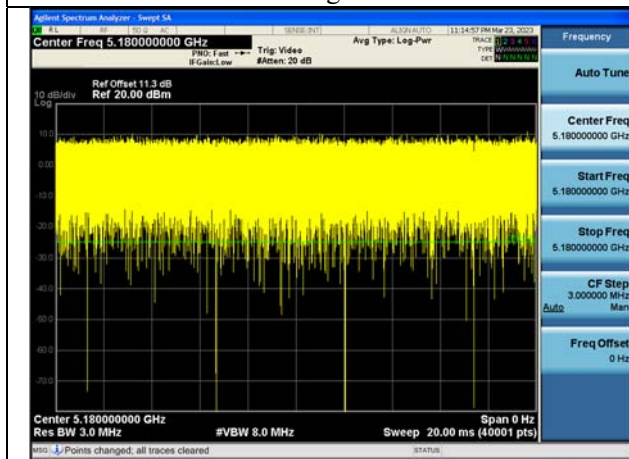 Agilent Spectrum Analyzer - Swept SA
RL RF 50 Ω AC SENSE:INT ALIGN AUTO 11:14:57 PM Mar 23, 2023
Center Freq 5.180000000 GHz
PNO: Fast
IFGain:Low
Trig: Video
#Atten: 20 dB
Avg Type: Log-Pwr
TRACE 1 2 3 4 5 6
TYPE
DET N N N N N N
Ref Offset 11.3 dB
10 dB/div Ref 20.00 dBm
Log
10.0
0.00
-10.0
-20.0
-30.0
-40.0
-50.0
-60.0
-70.0
Center 5.180000000 GHz Span 0 Hz
Res BW 3.0 MHz #VBW 8.0 MHz Sweep 20.00 ms (40001 pts)
MSG Points changed; all traces cleared STATUS
Frequency
Auto Tune
Center Freq
5.180000000 GHz
Start Freq
5.180000000 GHz
Stop Freq
5.180000000 GHz
CF Step
3.000000 MHz
Auto Man
Freq Offset
0 Hz